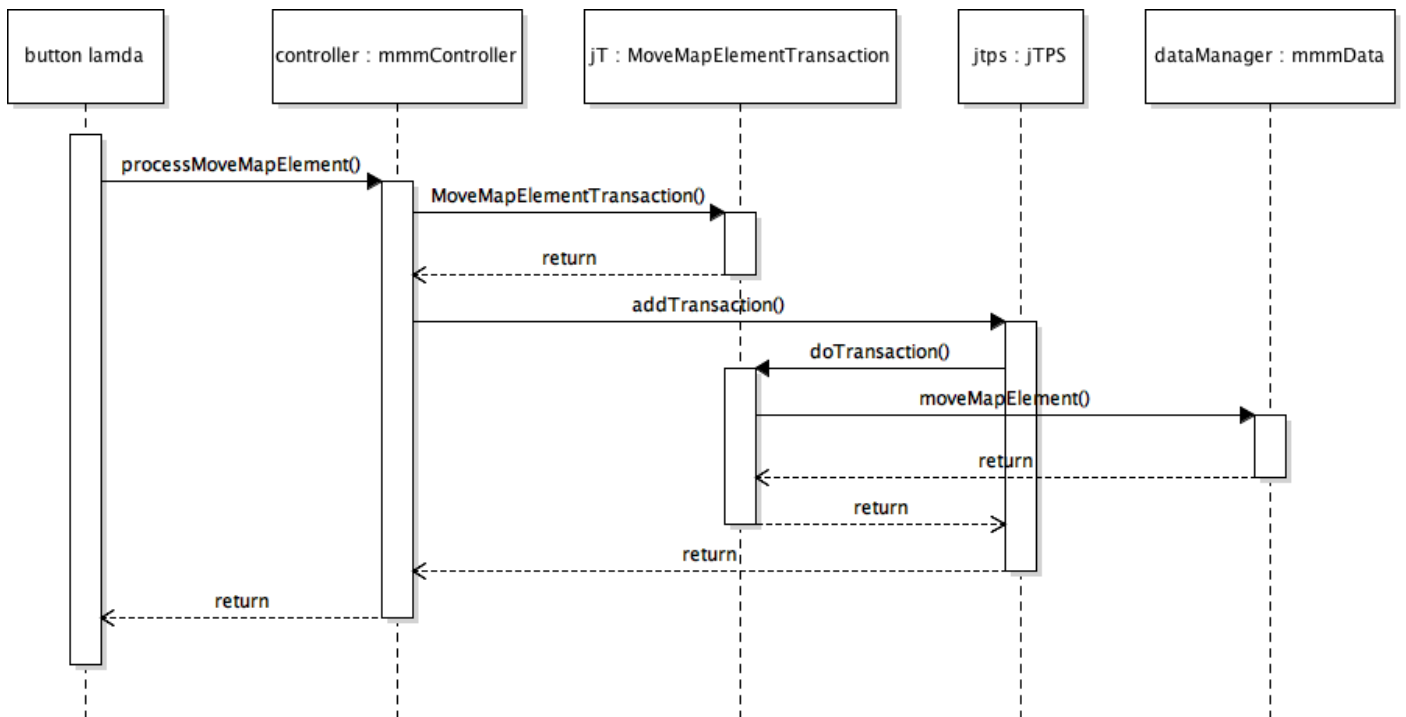 button lamda
controller : mmmController
jT : MoveMapElementTransaction
jtps : jTPS
dataManager : mmmData
processMoveMapElement()
MoveMapElementTransaction()
return
addTransaction()
doTransaction()
moveMapElement()
return
return
return
return